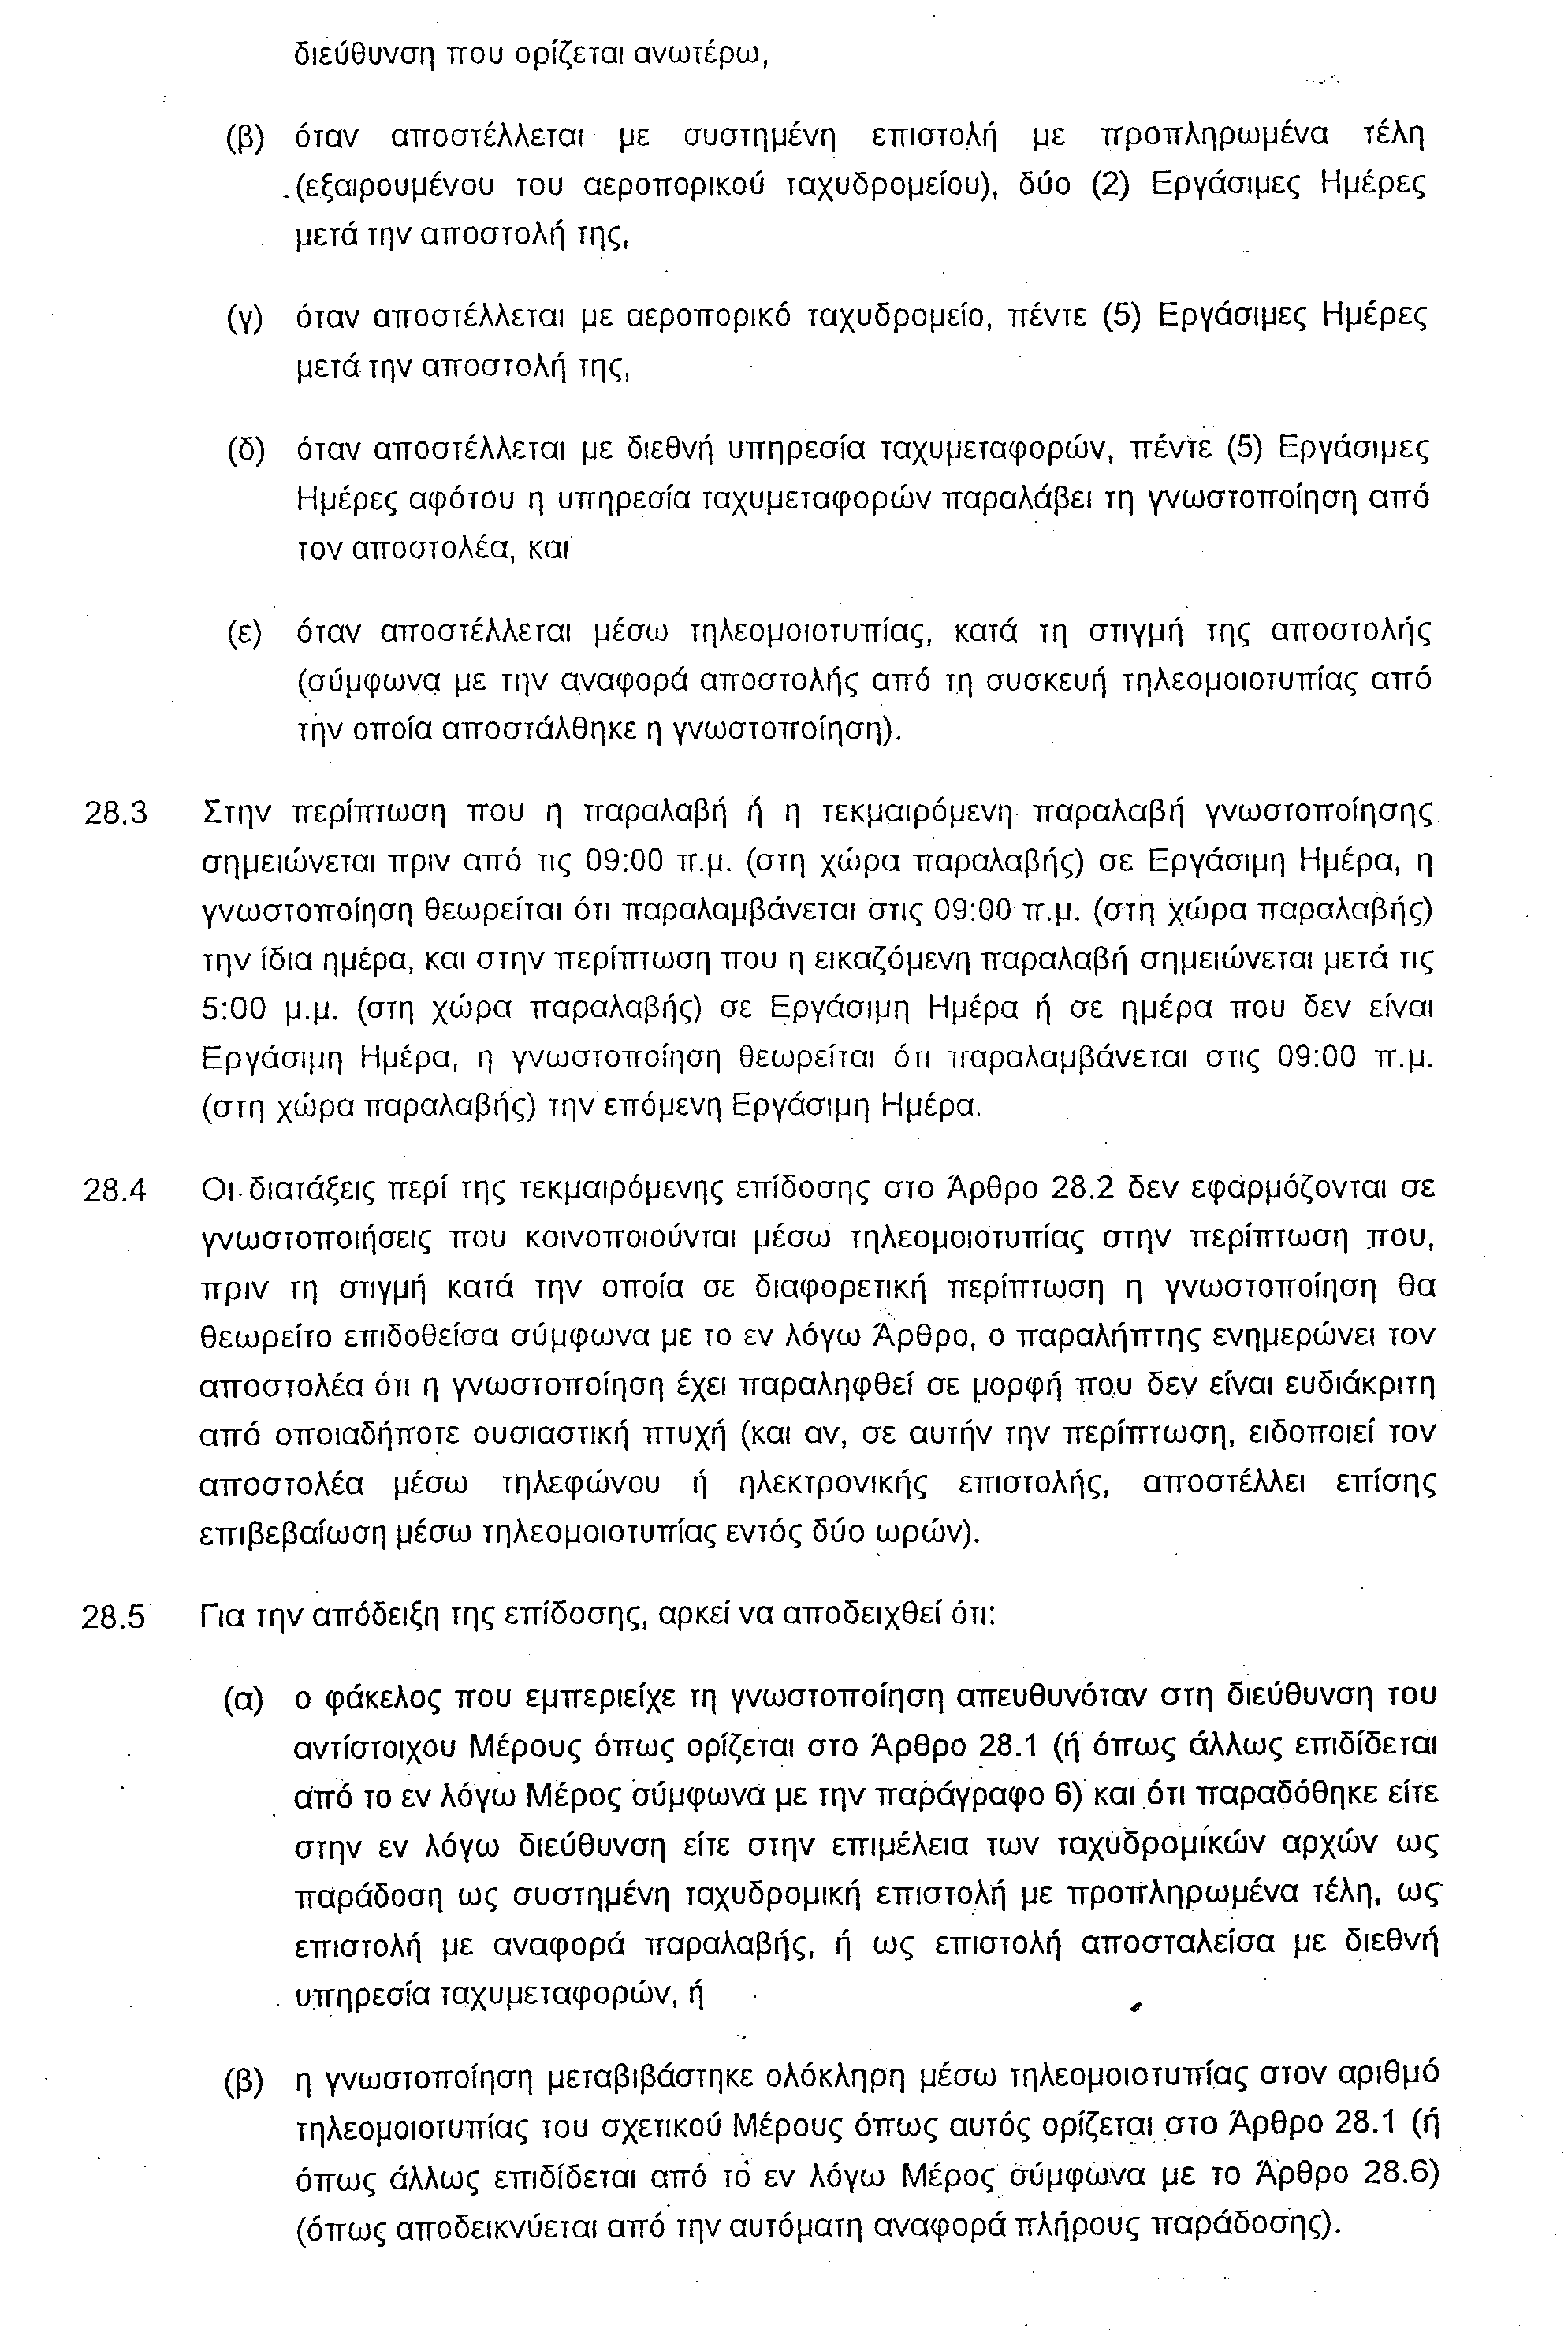 διεύθυνση που ορίζεται ανωτέρω,
(β) όταν αποστέλλεται με συστημένη επιστολή με προπληρωμένα τέλη
(εξαιρουμένου του αεροπορικού ταχυδρομείου), δύο (2) Εργάσιμες Ημέρες
μετά την αποστολή της,
(γ) όταν αποστέλλεται με αεροπορικό ταχυδρομείο, πέντε (5) Εργάσιμες Ημέρες
μετά την αποστολή της,
(δ) όταν αποστέλλεται με διεθνή υπηρεσία ταχυμεταφορών, πέντε (5) Εργάσιμες
Ημέρες αφότου η υπηρεσία ταχυμεταφορών παραλάβει τη γνωστοποίηση από
τον αποστολέα, και
(ε) όταν αποστέλλεται μέσω τηλεομοιοτυπίας, κατά τη στιγμή της αποστολής
(σύμφωνα με την αναφορά αποστολής από τη συσκευή τηλεομοιοτυπίας από
την οποία αποστάλθηκε η γνωστοποίηση).
28.3 Στην περίπτωση που η παραλαβή ή η τεκμαιρόμενη παραλαβή γνωστοποίησης
σημειώνεται πριν από τις 09:00 π.μ. (στη χώρα παραλαβής) σε Εργάσιμη Ημέρα, η
γνωστοποίηση θεωρείται ότι παραλαμβάνεται στις 09:00 π.μ. (στη χώρα παραλαβής)
την ίδια ημέρα, και στην περίπτωση που η εικαζόμενη παραλαβή σημειώνεται μετά τις
5:00 μ.μ. (στη χώρα παραλαβής) σε Εργάσιμη Ημέρα ή σε ημέρα που δεν είναι
Εργάσιμη Ημέρα, η γνωστοποίηση θεωρείται ότι παραλαμβάνεται στις 09:00 π.μ.
(στη χώρα παραλαβής) την επόμενη Εργάσιμη Ημέρα.
28.4 Οι διατάξεις περί της τεκμαιρόμενης επίδοσης στο Άρθρο 28.2 δεν εφαρμόζονται σε
γνωστοποιήσεις που κοινοποιούνται μέσω τηλεομοιοτυπίας στην περίπτωση που,
πριν τη στιγμή κατά την οποία σε διαφορετική περίπτωση η γνωστοποίηση θα
θεωρείτο επιδοθείσα σύμφωνα με το εν λόγω Άρθρο, ο παραλήπτης ενημερώνει τον
αποστολέα ότι η γνωστοποίηση έχει παραληφθεί σε μορφή που δεν είναι ευδιάκριτη
από οποιαδήποτε ουσιαστική πτυχή (και αν, σε αυτήν την περίπτωση, ειδοποιεί τον
αποστολέα μέσω τηλεφώνου ή ηλεκτρονικής επιστολής, αποστέλλει επίσης
επιβεβαίωση μέσω τηλεομοιοτυπίας εντός δύο ωρών).
28.5 Για την απόδειξη της επίδοσης, αρκεί να αποδειχθεί ότι:
(α) ο φάκελος που εμπεριείχε τη γνωστοποίηση απευθυνόταν στη διεύθυνση του
αντίστοιχου Μέρους όπως ορίζεται στο Άρθρο 28.1 (ή όπως άλλως επιδίδεται
από το εν λόγω Μέρος σύμφωνα με την παράγραφο 6) και ότι παραδόθηκε είτε
στην εν λόγω διεύθυνση είτε στην επιμέλεια των ταχυδρομικών αρχών ως
παράδοση ως συστημένη ταχυδρομική επιστολή με προπληρωμένα τέλη, ως
επιστολή με αναφορά παραλαβής, ή ως επιστολή αποσταλείσα με διεθνή
υπηρεσία ταχυμεταφορών, ή
(β) η γνωστοποίηση μεταβιβάστηκε ολόκληρη μέσω τηλεομοιοτυπίας στον αριθμό
τηλεομοιοτυπίας του σχετικού Μέρους όπως αυτός ορίζεται στο Άρθρο 28.1 (ή
όπως άλλως επιδίδεται από το εν λόγω Μέρος σύμφωνα με το Άρθρο 28.6)
(όπως αποδεικνύεται από την αυτόματη αναφορά πλήρους παράδοσης).